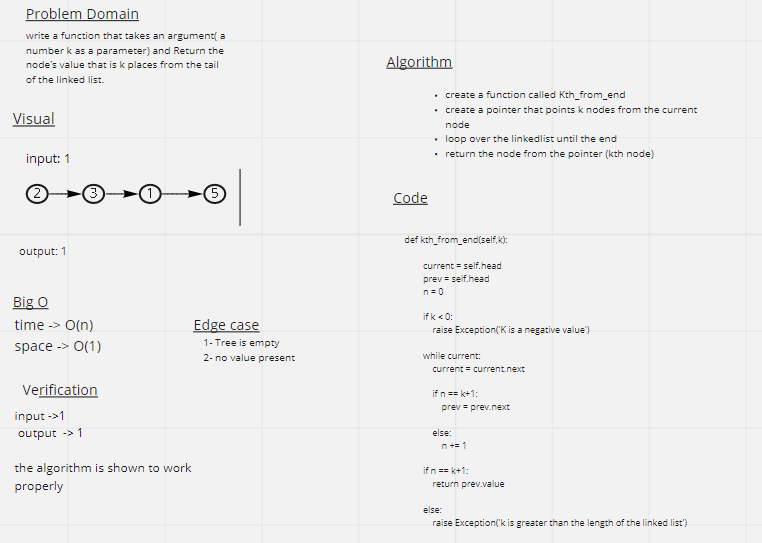 Problem Domain
write a function that takes an argument( a
number k as a parameter) and Return the
node's value that is k places from the tail
of the linked list.
Visual
input: 1
2 3 1 5
output: 1
Big O
time -> O(n)
space -> O(1)
Edge case
1- Tree is empty
2- no value present
Verification
input ->1
output -> 1
the algorithm is shown to work
properly
Algorithm
• create a function called Kth_from_end
• create a pointer that points k nodes from the current
node
• loop over the linkedlist until the end
• return the node from the pointer (kth node)
Code
def kth_from_end(self,k):
current = self.head
prev = self.head
n = 0
if k < 0:
raise Exception('K is a negative value')
while current:
current = current.next
if n == k+1:
prev = prev.next
else:
n += 1
if n == k+1:
return prev.value
else:
raise Exception('k is greater than the length of the linked list')